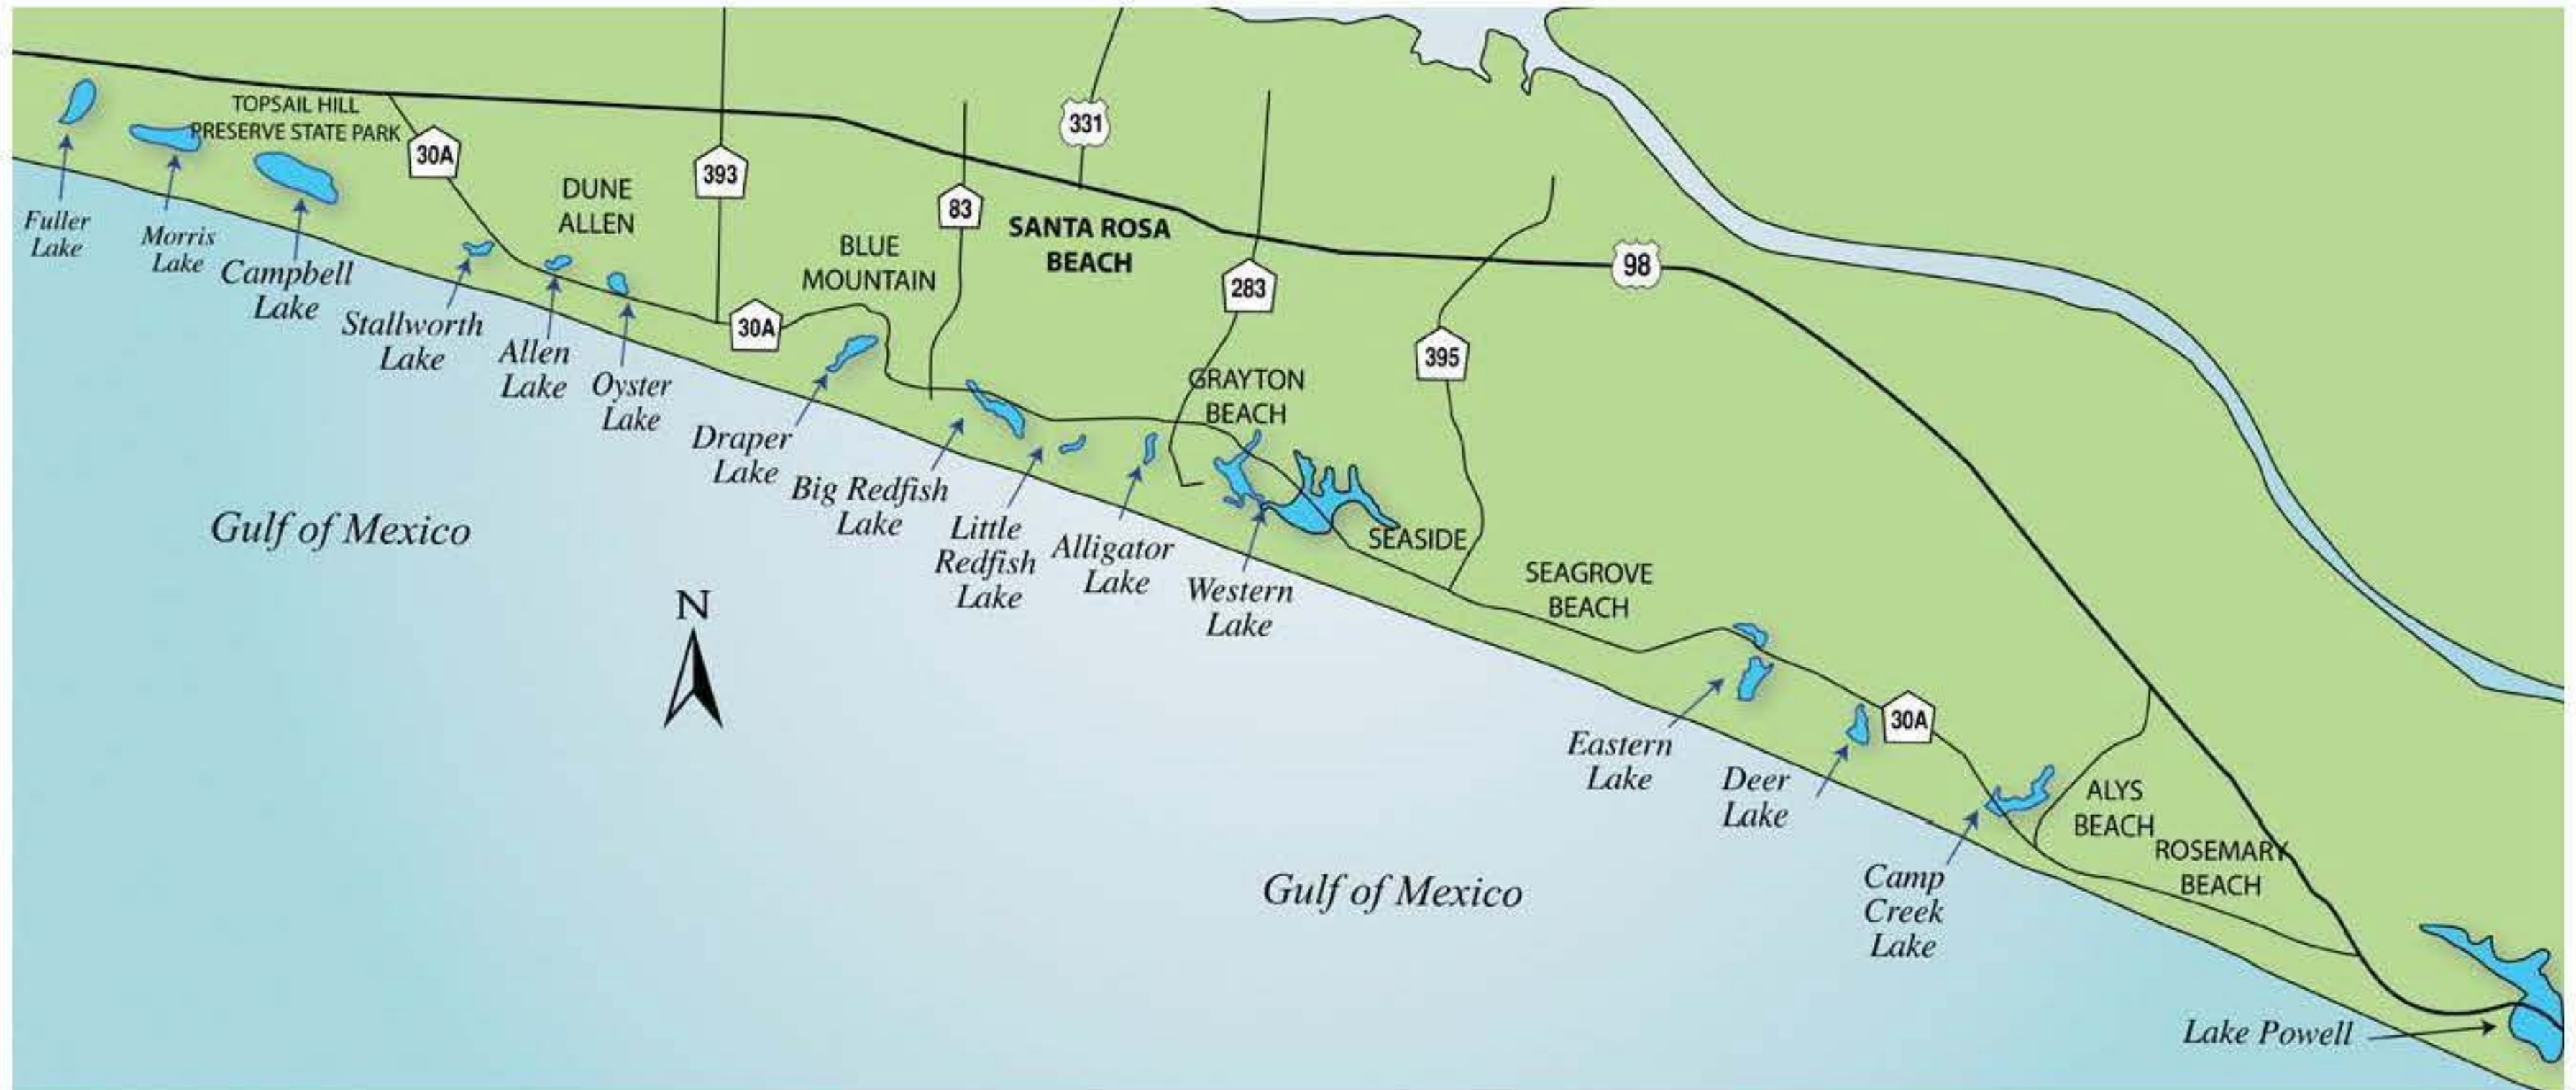 TOPSAIL HILL
PRESERVE STATE PARK
30A
393
331
83
283
98
395
DUNE
ALLEN
BLUE
MOUNTAIN
SANTA ROSA
BEACH
30A
GRAYTON
BEACH
SEASIDE
SEAGROVE
BEACH
30A
ALYS
BEACH
ROSEMARY
BEACH
Fuller
Lake
Morris
Lake
Campbell
Lake
Stallworth
Lake
Allen
Lake
Oyster
Lake
Draper
Lake
Big Redfish
Lake
Little
Redfish
Lake
Alligator
Lake
Western
Lake
Eastern
Lake
Deer
Lake
Camp
Creek
Lake
Lake Powell
Gulf of Mexico
N
Gulf of Mexico